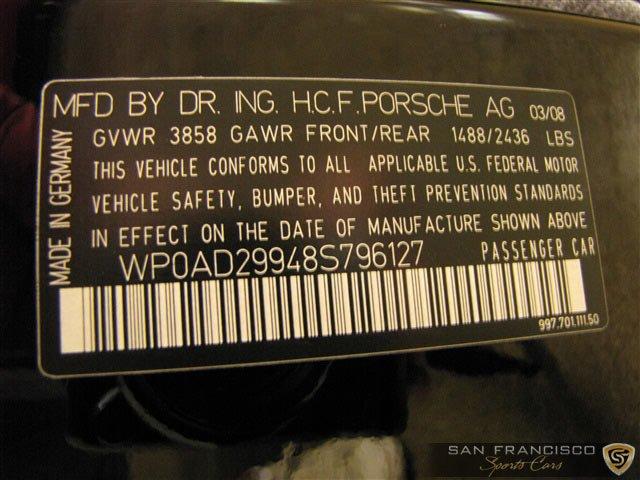 MFD BY DR. ING. H.C.F. PORSCHE AG 03/08
GVWR 3858 GAWR FRONT/REAR 1488/2436 LBS
THIS VEHICLE CONFORMS TO ALL APPLICABLE U.S. FEDERAL MOTOR
VEHICLE SAFETY, BUMPER, AND THEFT PREVENTION STANDARDS
IN EFFECT ON THE DATE OF MANUFACTURE SHOWN ABOVE
WP0AD29948S796127 PASSENGER CAR
MADE IN GERMANY
997.701.111.50
SAN FRANCISCO
Sports Cars